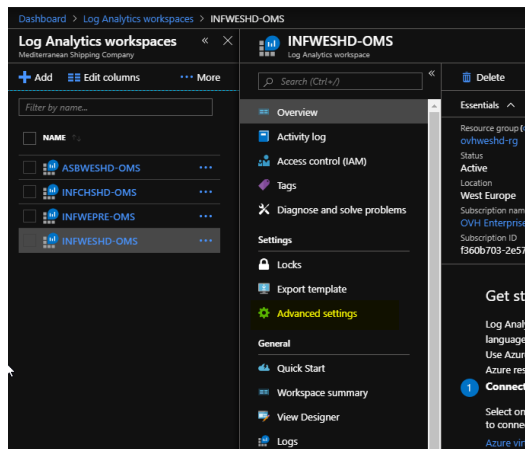 Dashboard > Log Analytics workspaces > INFWESHD-OMS
Log Analytics workspaces
Mediterranean Shipping Company
Add Edit columns ··· More
Filter by name...
NAME
ASBWESHD-OMS ···
INFCHSHD-OMS ···
INFWEPRE-OMS ···
INFWESHD-OMS ···
INFWESHD-OMS
Log Analytics workspace
Search (Ctrl+/)
Overview
Activity log
Access control (IAM)
Tags
Diagnose and solve problems
Settings
Locks
Export template
Advanced settings
General
Quick Start
Workspace summary
View Designer
Logs
Delete
Essentials
Resource group
ovhweshd-rg
Status
Active
Location
West Europe
Subscription nam
OVH Enterprise
Subscription ID
f360b703-2e57
Get st
Log Analy
language
Use Azur
Azure res
1 Connect
Select on
to conne
Azure vir